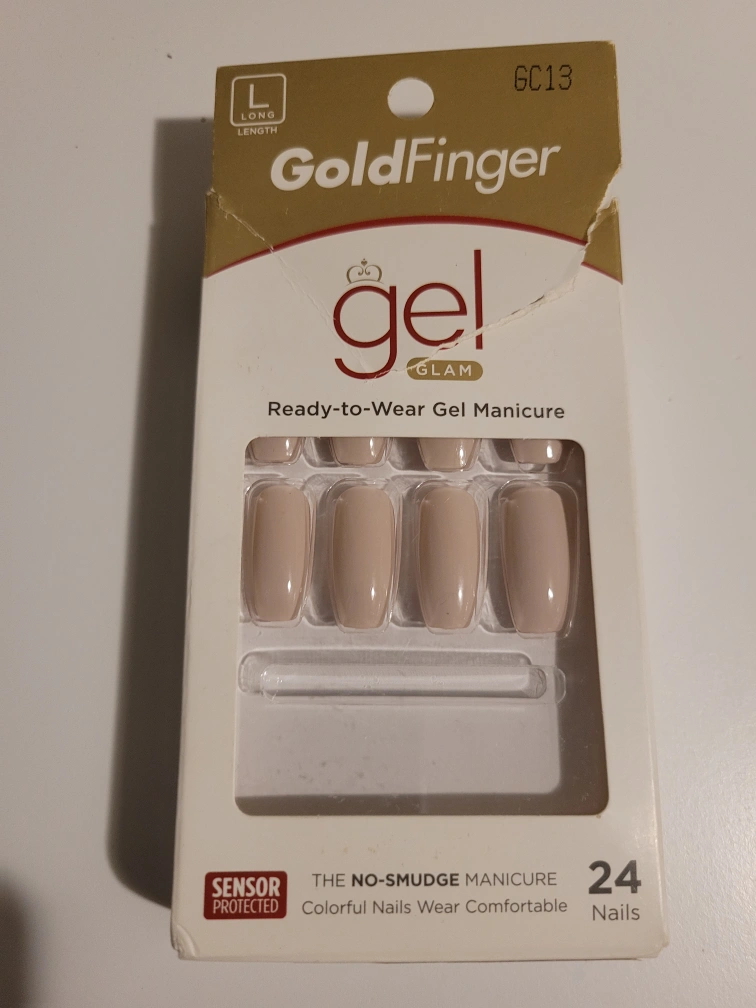 GC13
L
LONG
LENGTH
GoldFinger
gel
GLAM
Ready-to-Wear Gel Manicure
SENSOR
PROTECTED
THE NO-SMUDGE MANICURE
Colorful Nails Wear Comfortable
24
Nails